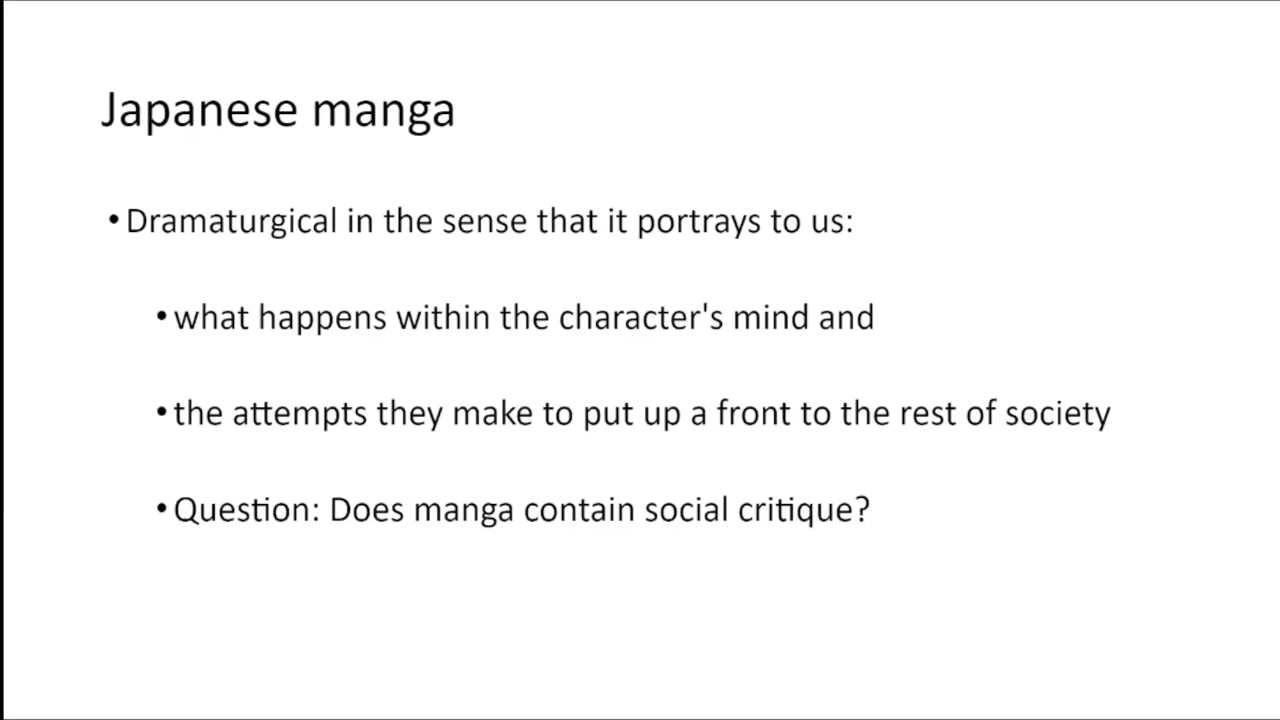 Japanese manga
• Dramaturgical in the sense that it portrays to us:
• what happens within the character's mind and
• the attempts they make to put up a front to the rest of society
• Question: Does manga contain social critique?